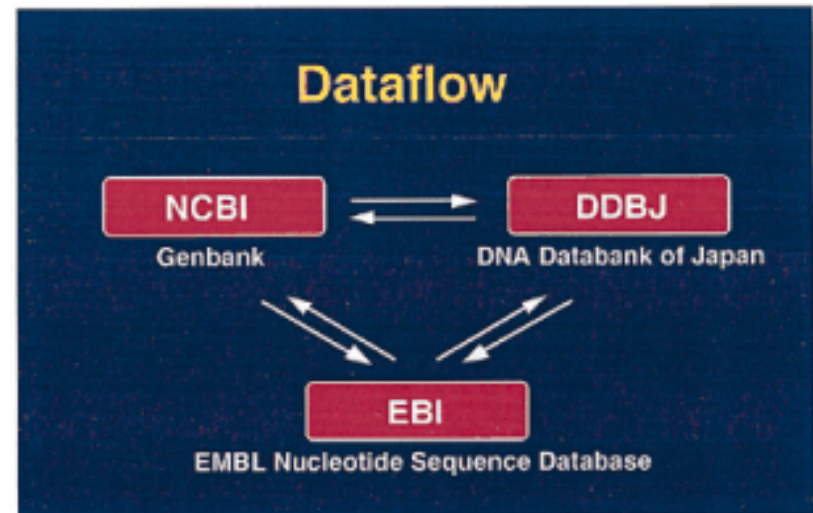 Dataflow
NCBI
DDBJ
Genbank
DNA Databank of Japan
EBI
EMBL Nucleotide Sequence Database